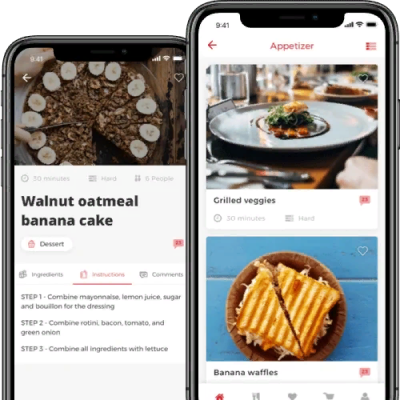 9:41
30 minutes Hard 5 People
Walnut oatmeal
banana cake
Dessert
Ingredients Instructions Comments
STEP 1 - Combine mayonnaise, lemon juice, sugar
and bouillon for the dressing
STEP 2 - Combine rotini, bacon, tomato, and
green onion
STEP 3 - Combine all ingredients with lettuce
9:41
Appetizer
Grilled veggies
30 minutes Hard
Banana waffles